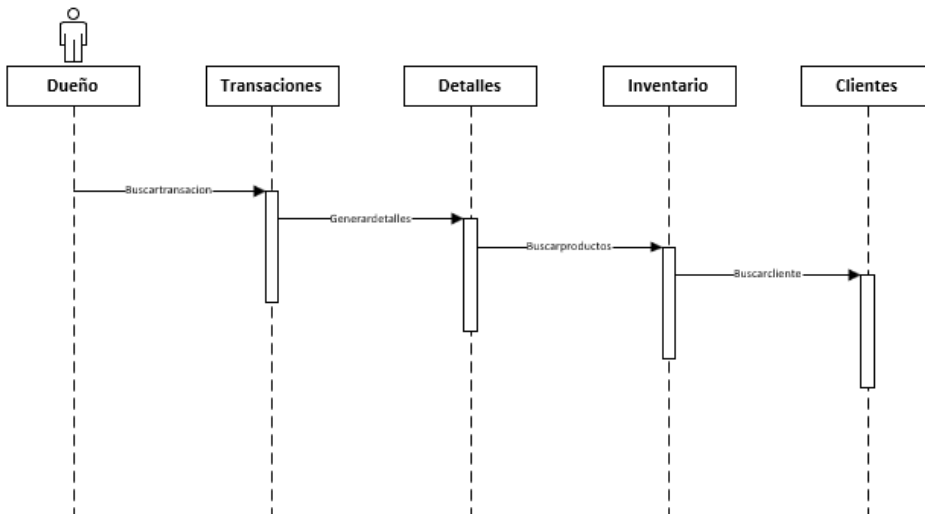 Dueño
Transaciones
Detalles
Inventario
Clientes
Buscartransacion
Generardetalles
Buscarproductos
Buscarcliente